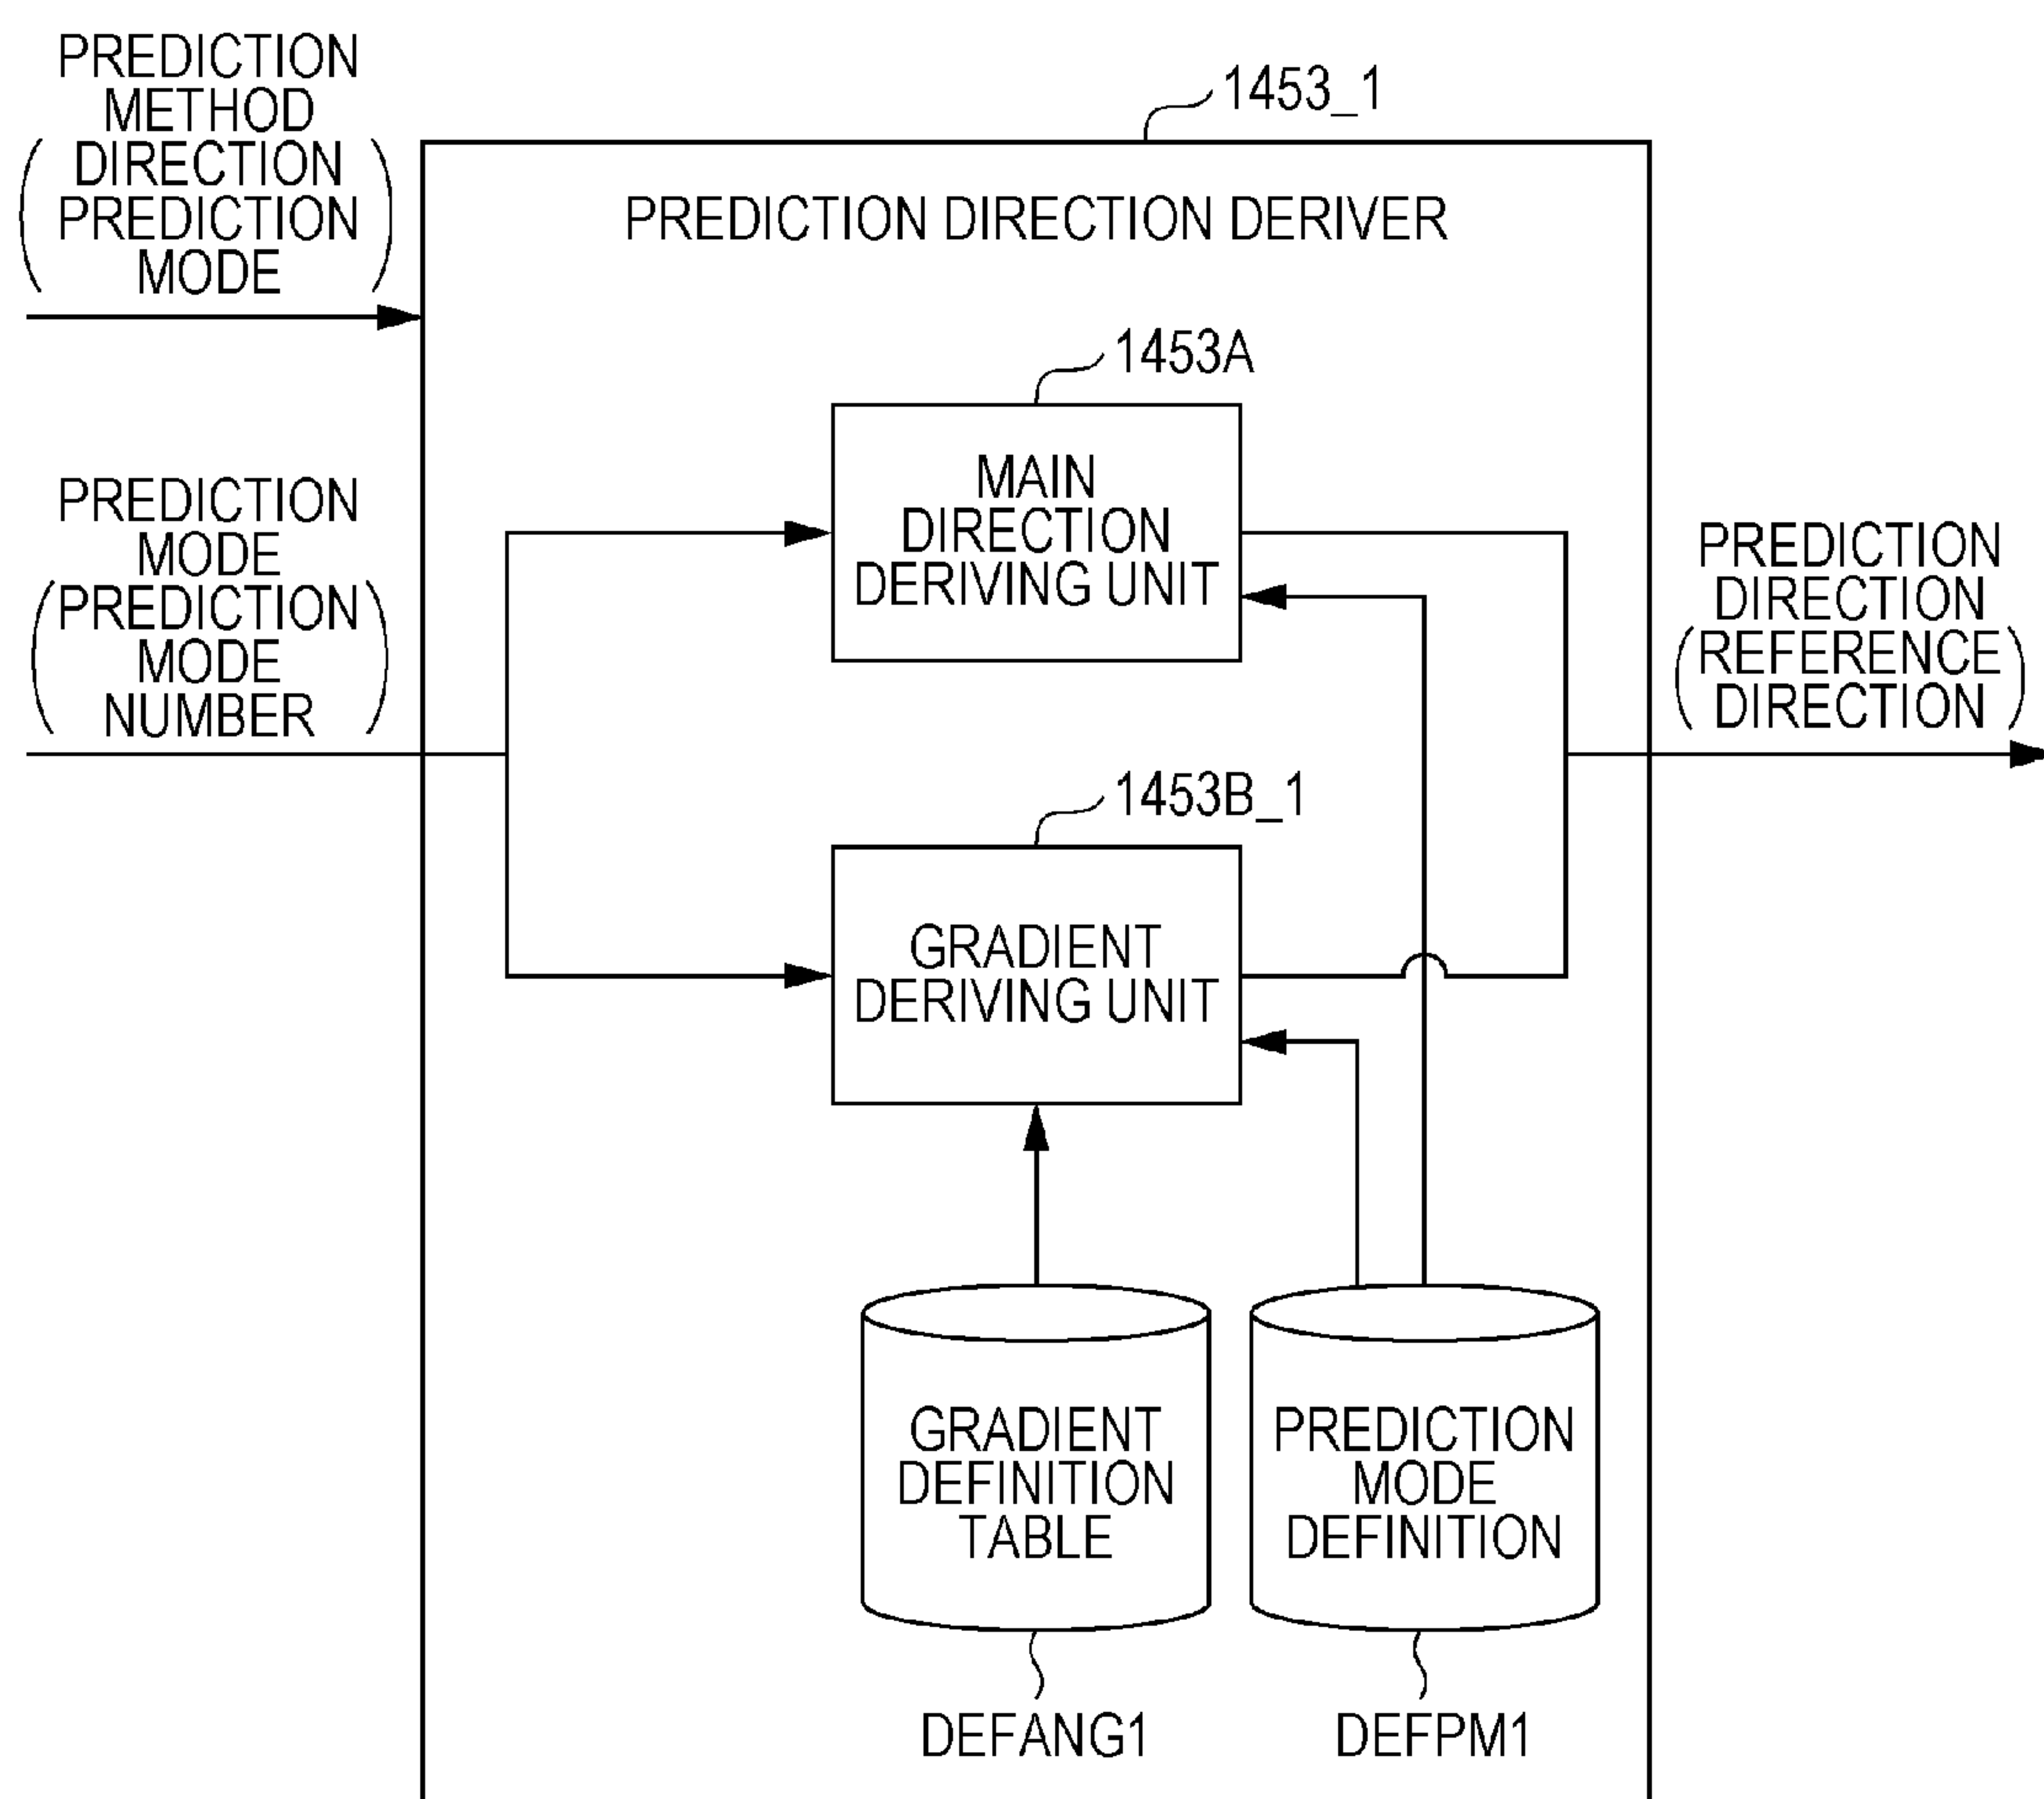 PREDICTION
METHOD
(DIRECTION
PREDICTION
MODE)
1453_1
PREDICTION DIRECTION DERIVER
1453A
MAIN
DIRECTION
DERIVING UNIT
PREDICTION
MODE
(PREDICTION
MODE
NUMBER)
PREDICTION
DIRECTION
(REFERENCE
DIRECTION)
1453B_1
GRADIENT
DERIVING UNIT
GRADIENT
DEFINITION
TABLE
PREDICTION
MODE
DEFINITION
DEFANG1
DEFPM1